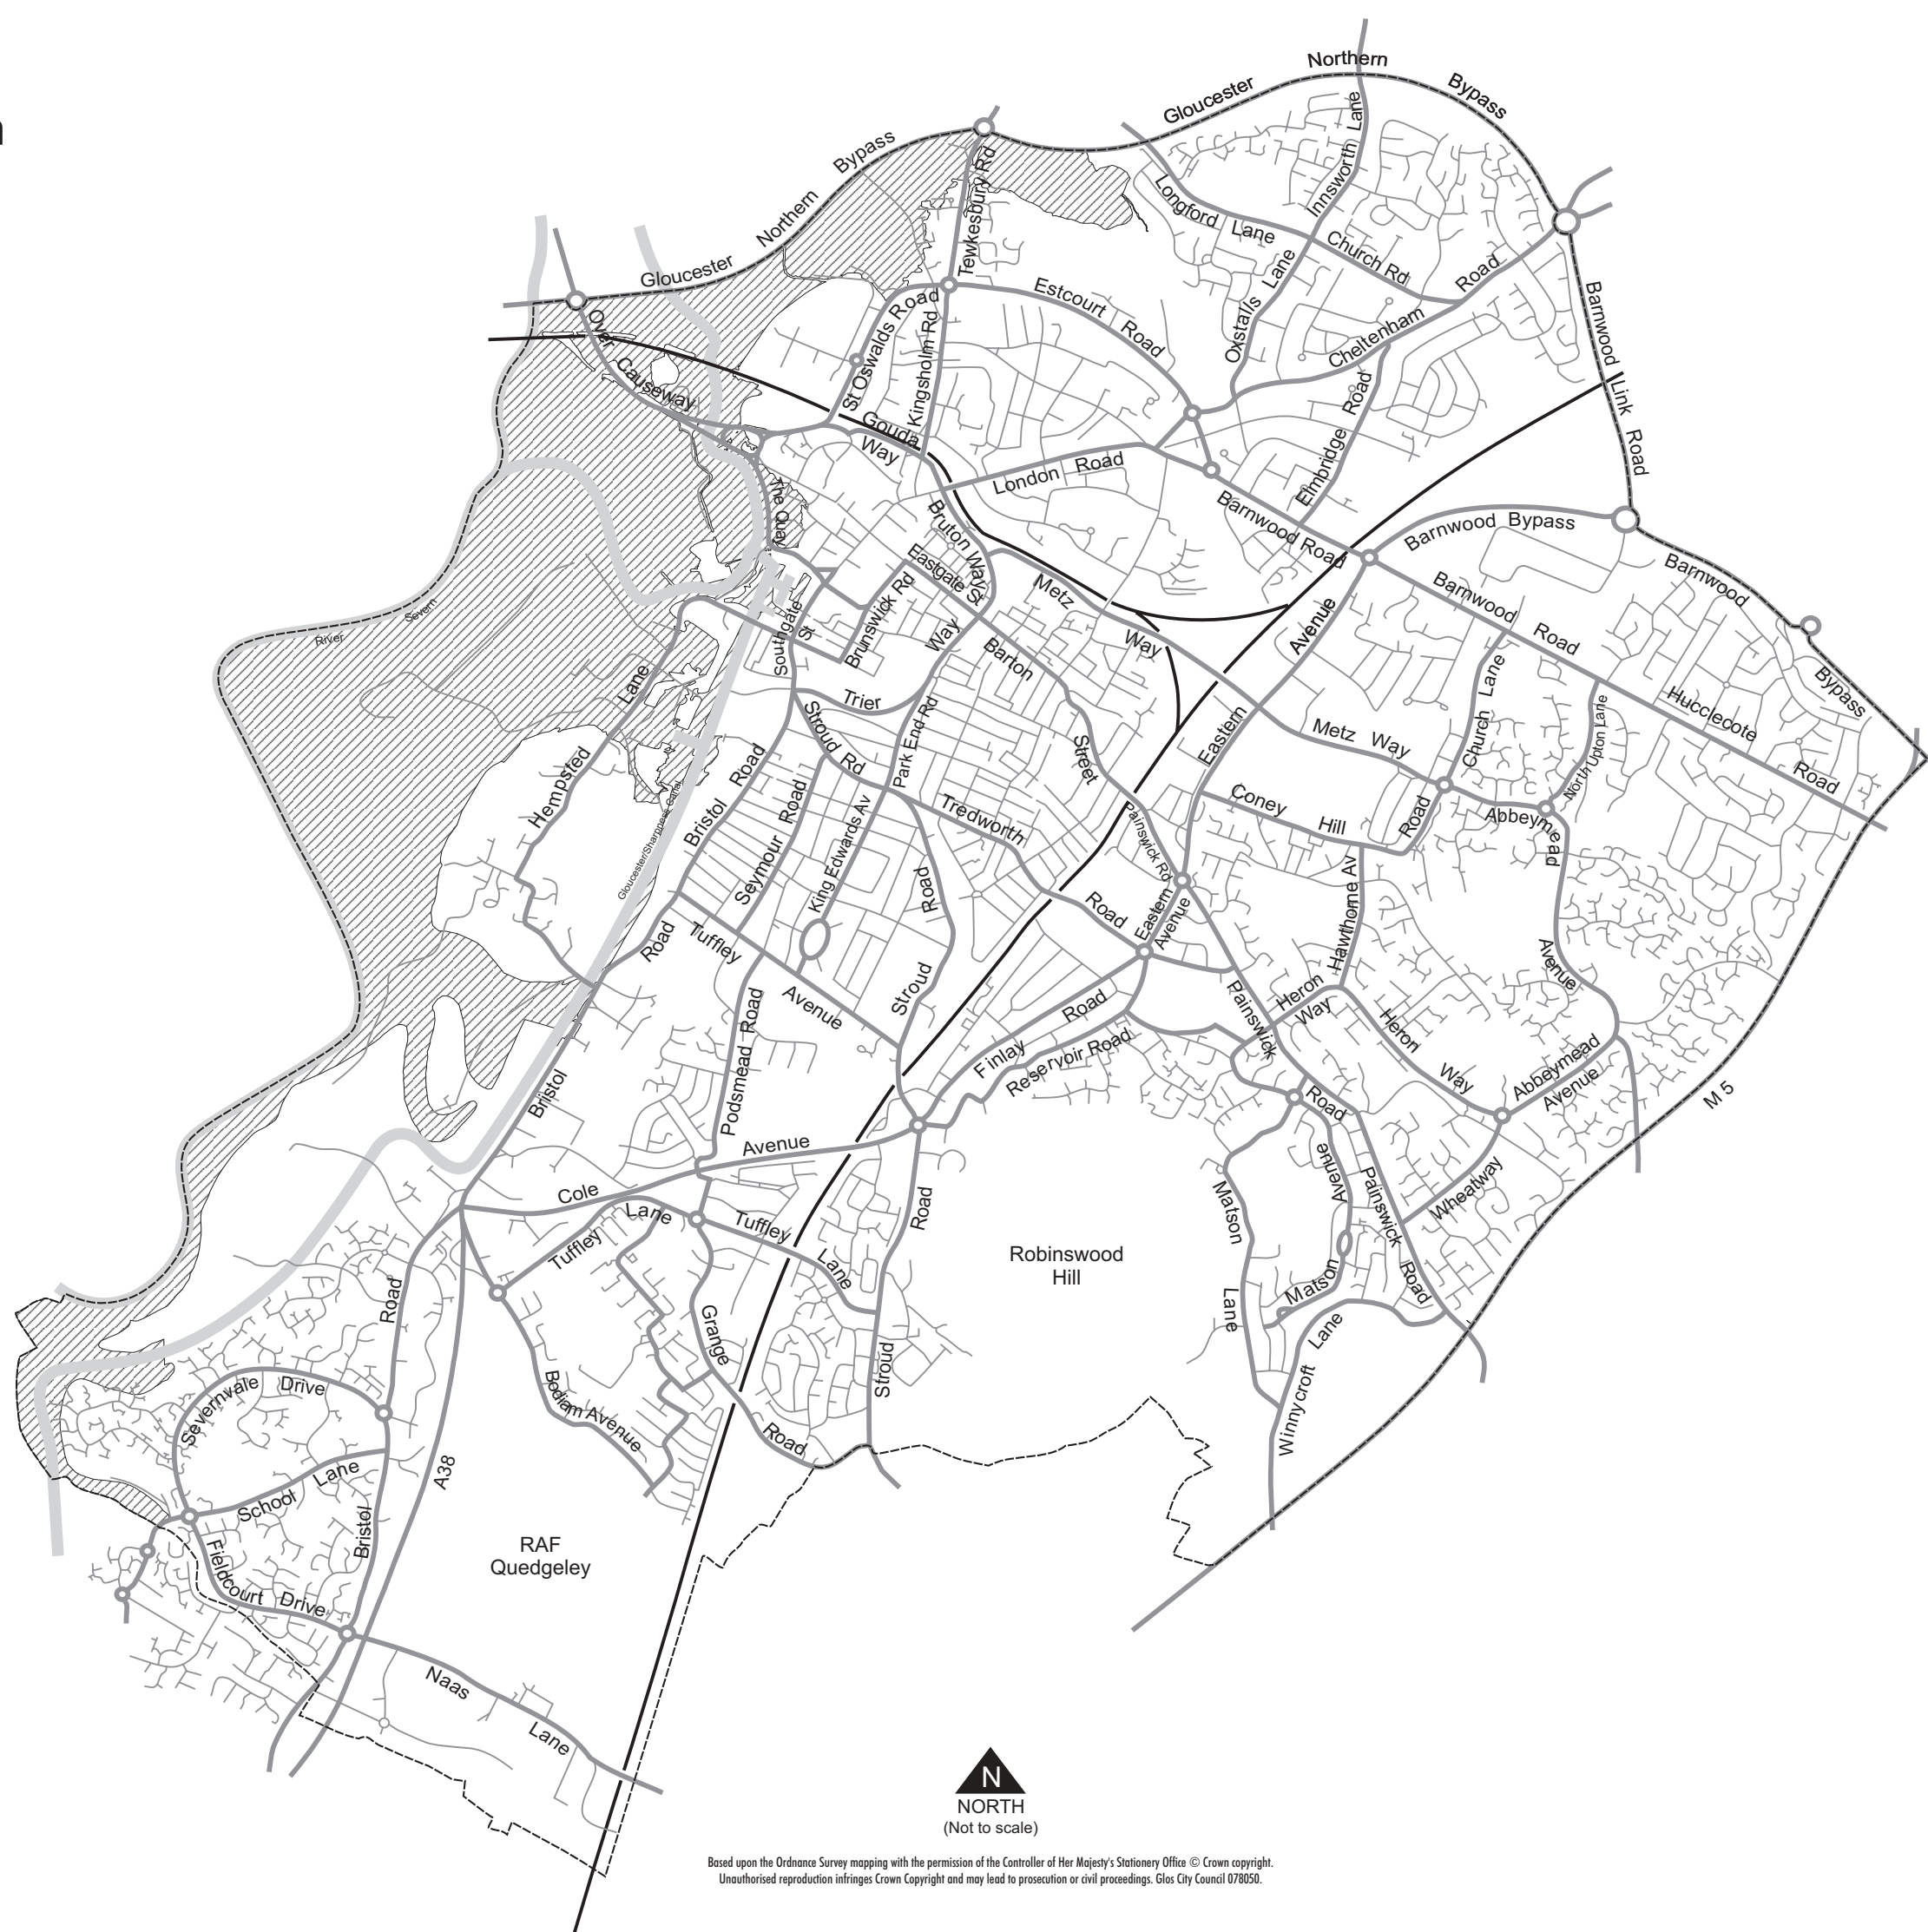 n
Northern
Gloucester
Bypass
Bypass
Northern
Gloucester
Tewkesbury Rd
Longford
Lane
Innsworth Lane
Church Rd
Cheltenham
Road
Oxstalls Lane
Estcourt Road
St Oswalds Road
Kingsholm Rd
Over Causeway
Gouda
Way
London Road
Elmbridge
Road
Barnwood
Link
Road
Barnwood Road
Barnwood Bypass
Barnwood
Bypass
Barnwood
Road
Hucclecote
Road
The Quay
Bruton Way
Eastgate St
Brunswick Rd
Southgate
St
Metz
Way
Metz Way
Eastern
Avenue
Church Lane
North Upton Lane
River
Severn
Hempsted
Lane
Gloucester/Sharpness Canal
Trier
Way
Barton
Street
Stroud Rd
Park End Rd
Bristol
Road
Seymour Road
King Edwards Av
Tredworth
Road
Painswick Rd
Coney
Hill
Road
Abbeymead
Avenue
Hawthorne Av
Eastern
Avenue
Road
Tuffley
Avenue
Stroud
Road
Podsmead Road
Finlay
Road
Reservoir Road
Painswick
Road
Heron
Way
Heron
Way
Abbeymead
Avenue
M 5
Bristol
Cole
Avenue
Tuffley
Lane
Tuffley
Lane
Road
Stroud
Robinswood
Hill
Matson
Lane
Avenue
Matson
Painswick
Road
Wheatway
Winnycroft
Lane
Grange
Road
Bodiam Avenue
Road
Bristol
A38
Severnvale
Drive
School
Lane
Fieldcourt Drive
RAF
Quedgeley
Naas
Lane
N
NORTH
(Not to scale)
Based upon the Ordnance Survey mapping with the permission of the Controller of Her Majesty's Stationery Office © Crown copyright.
Unauthorised reproduction infringes Crown Copyright and may lead to prosecution or civil proceedings. Glos City Council 078050.